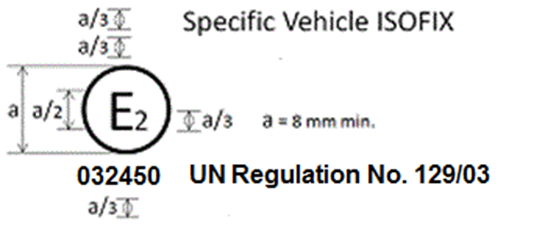 a/3 Specific Vehicle ISOFIX
a/3
a a/2 E2 a/3 a = 8 mm min.
032450 UN Regulation No. 129/03
a/3